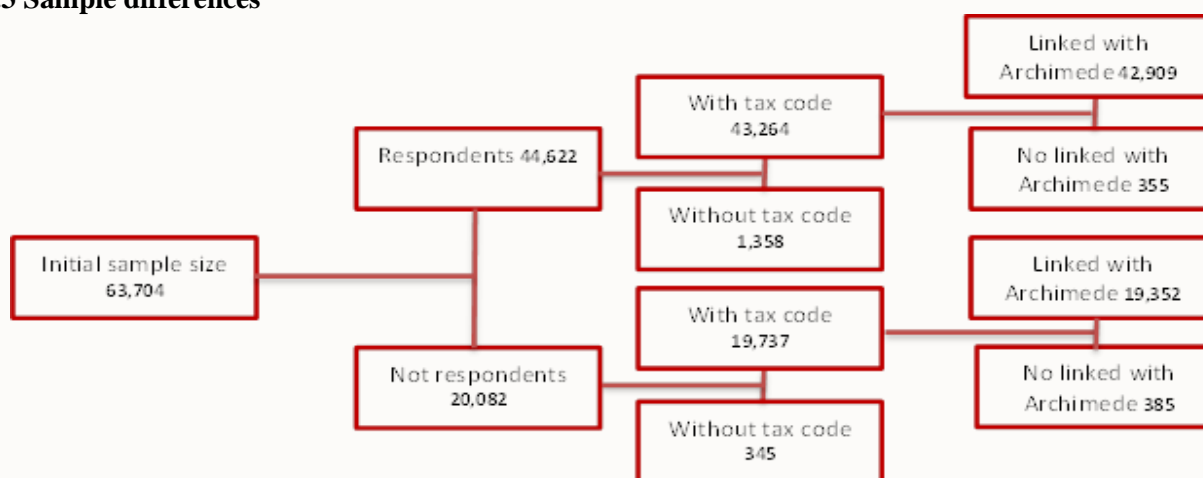 Sample differences
Initial sample size
63,704
Respondents 44,622
Not respondents
20,082
With tax code
43,264
Without tax code
1,358
With tax code
19,737
Without tax code
345
Linked with
Archimede 42,909
No linked with
Archimede 355
Linked with
Archimede 19,352
No linked with
Archimede 385